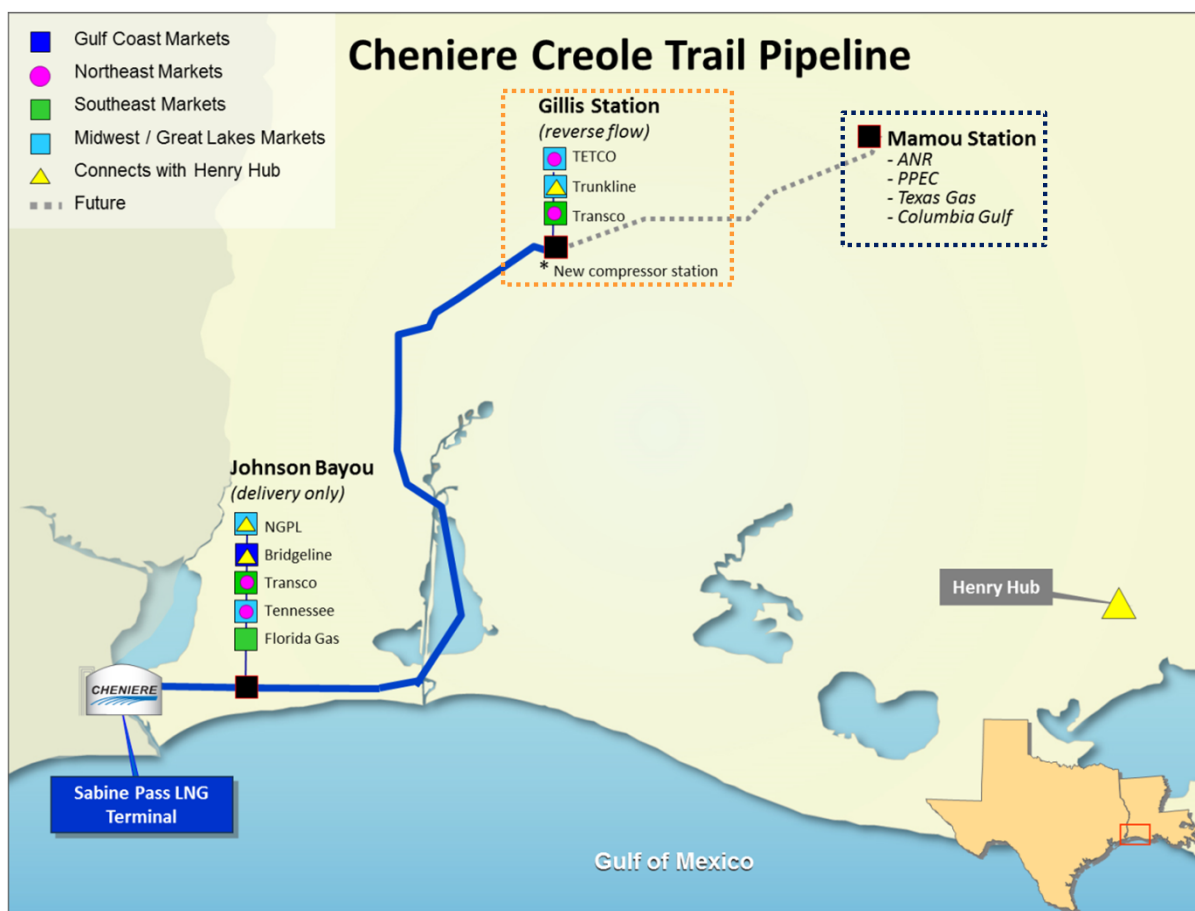 Cheniere Creole Trail Pipeline
Gulf Coast Markets
Northeast Markets
Southeast Markets
Midwest / Great Lakes Markets
Connects with Henry Hub
Future
Gillis Station
(reverse flow)
TETCO
Trunkline
Transco
* New compressor station
Mamou Station
- ANR
- PPEC
- Texas Gas
- Columbia Gulf
Johnson Bayou
(delivery only)
NGPL
Bridgeline
Transco
Tennessee
Florida Gas
Henry Hub
CHENIERE
Sabine Pass LNG
Terminal
Gulf of Mexico